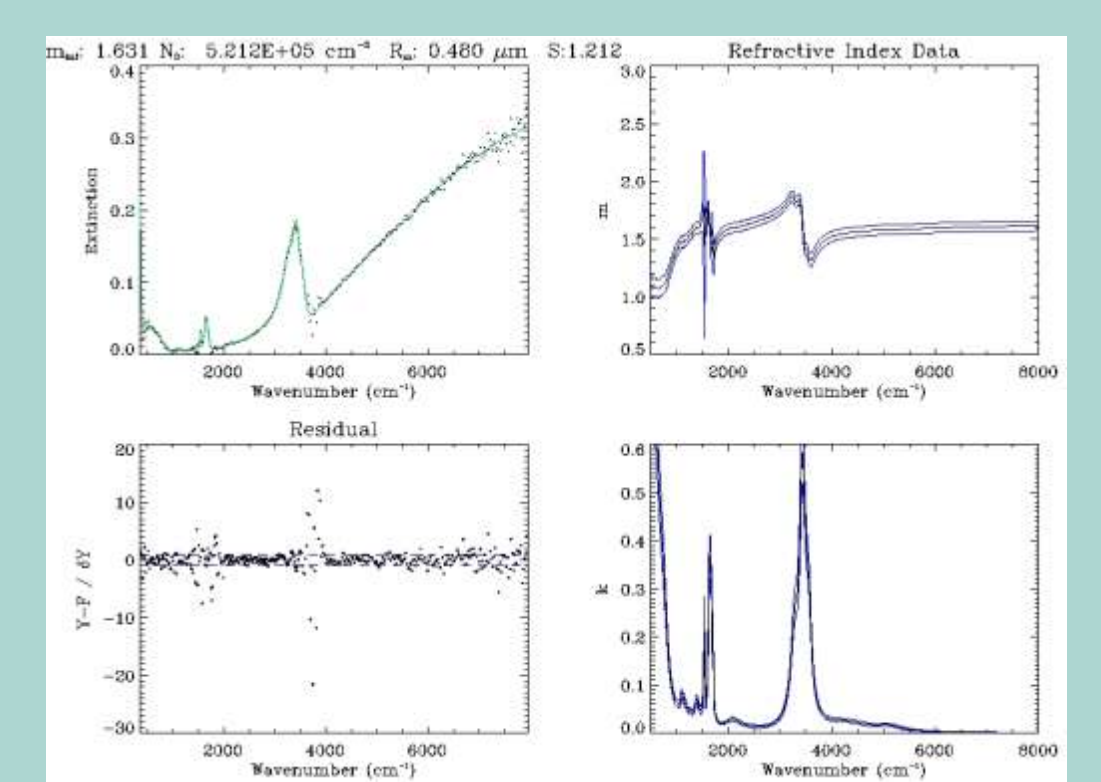 m∞: 1.631 N₀: 5.212E+05 cm⁻³ Rₘ: 0.480 μm S:1.212
Refractive Index Data
0.4
0.3
0.2
0.1
0.0
Extinction
2000 4000 6000
Wavenumber (cm⁻¹)
3.0
2.5
2.0
1.5
1.0
0.5
m
2000 4000 6000 8000
Wavenumber (cm⁻¹)
Residual
20
10
0
−10
−20
−30
Y−F / δY
2000 4000 6000
Wavenumber (cm⁻¹)
0.6
0.5
0.4
0.3
0.2
0.1
0.0
k
2000 4000 6000 8000
Wavenumber (cm⁻¹)